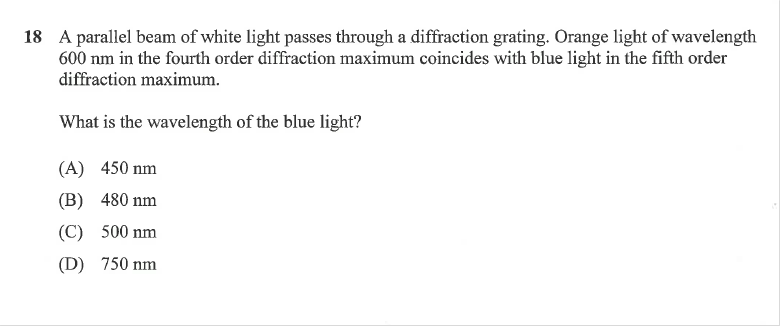 18 A parallel beam of white light passes through a diffraction grating. Orange light of wavelength
600 nm in the fourth order diffraction maximum coincides with blue light in the fifth order
diffraction maximum.
What is the wavelength of the blue light?
(A) 450 nm
(B) 480 nm
(C) 500 nm
(D) 750 nm